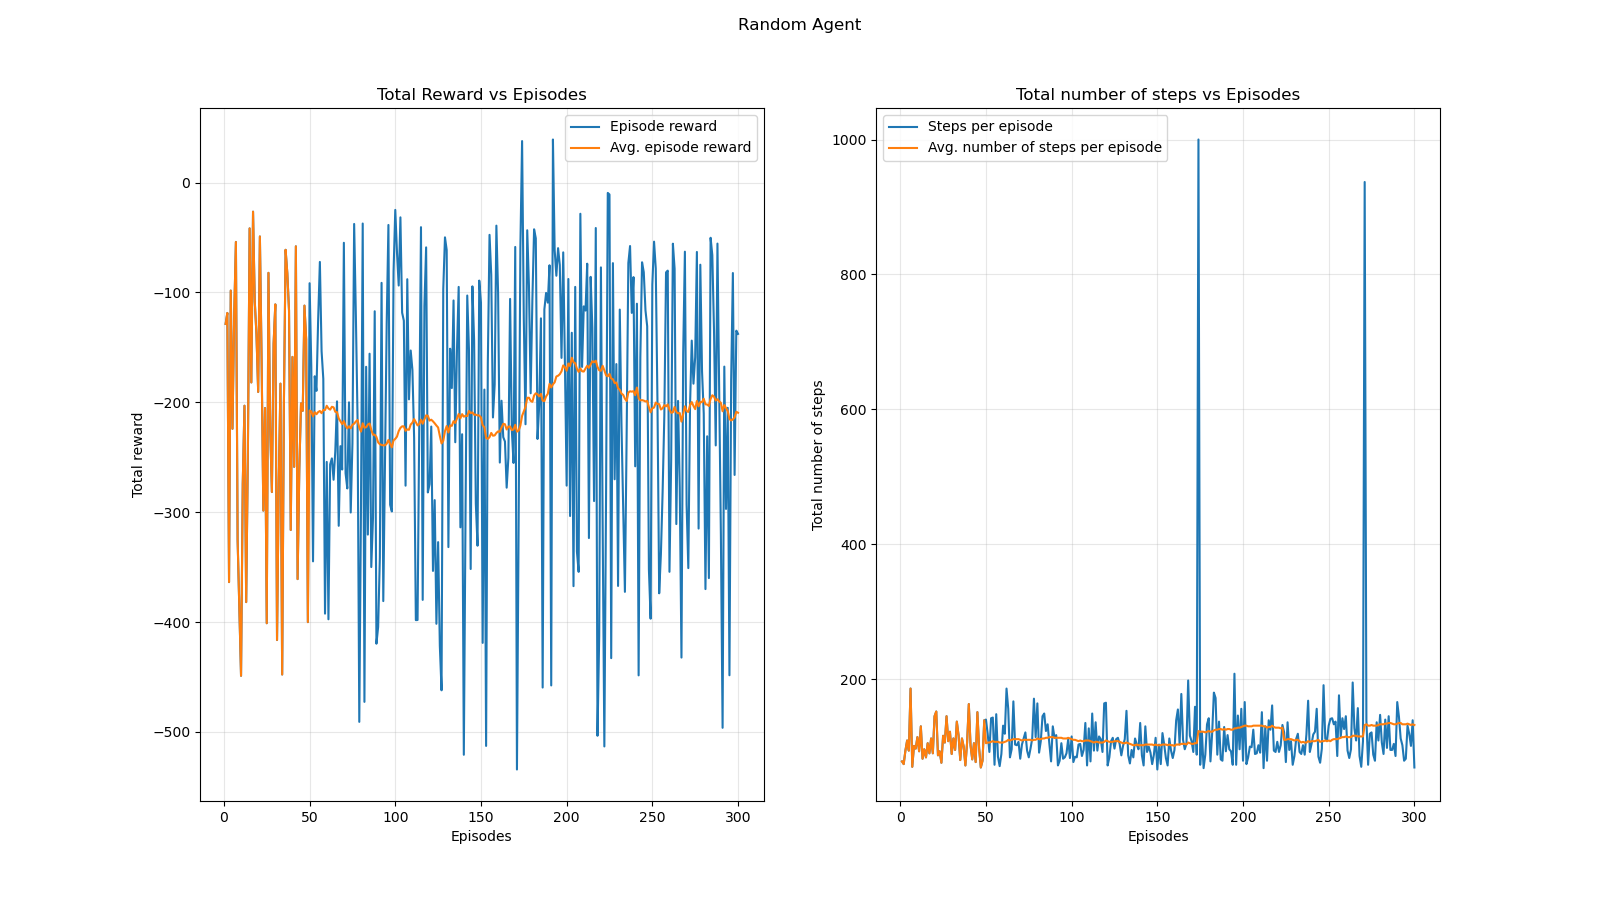 Random Agent
Total Reward vs Episodes
Episode reward
Avg. episode reward
0
−100
−200
−300
−400
−500
Total reward
0
50
100
150
200
250
300
Episodes
Total number of steps vs Episodes
Steps per episode
Avg. number of steps per episode
1000
800
600
400
200
Total number of steps
0
50
100
150
200
250
300
Episodes